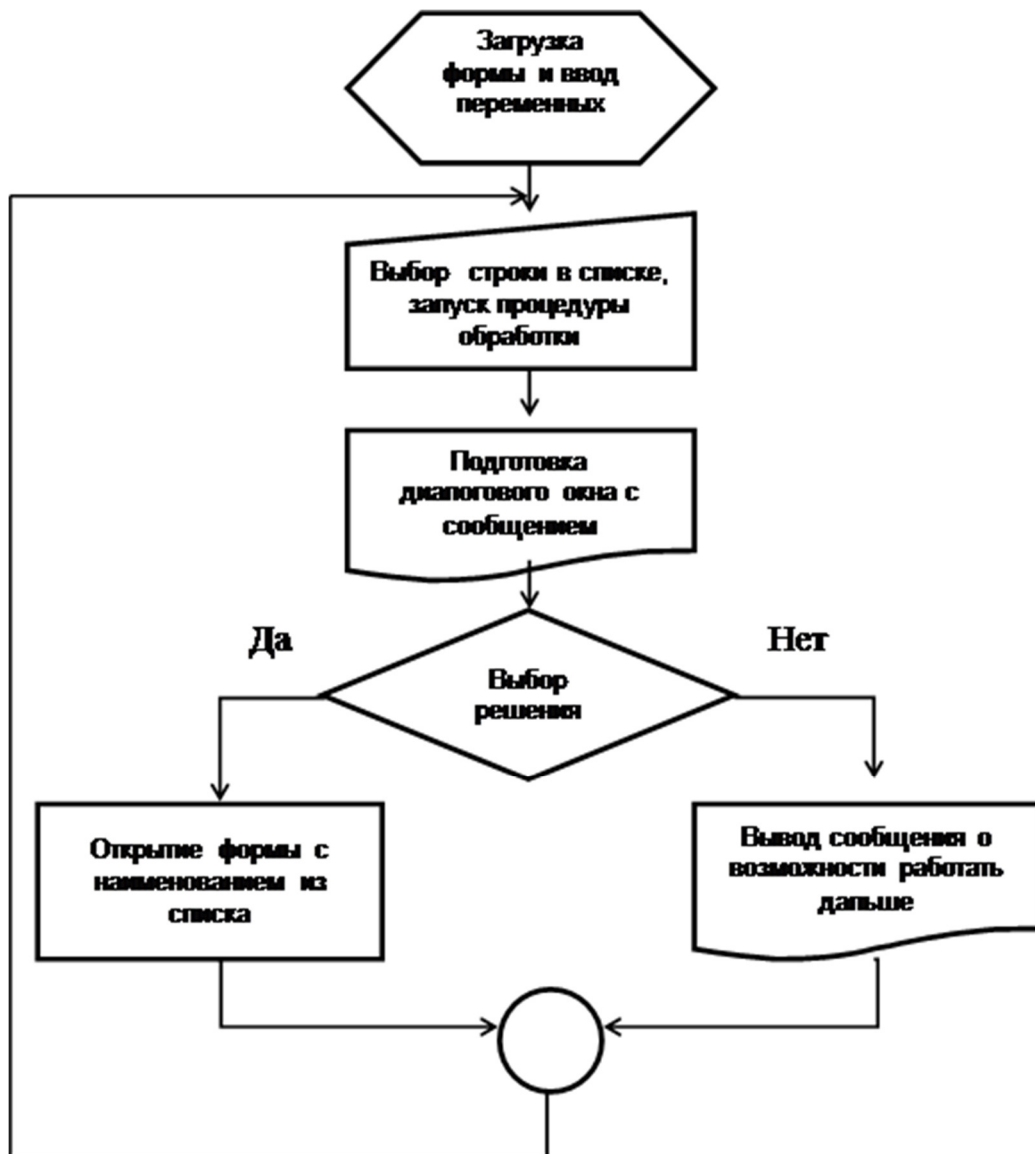 Загрузка
формы и ввод
переменных
Выбор строки в списке,
запуск процедуры
обработки
Подготовка
диалогового окна с
сообщением
Да
Нет
Выбор
решения
Открытие формы с
наименованием из
списка
Вывод сообщения о
возможности работать
дальше